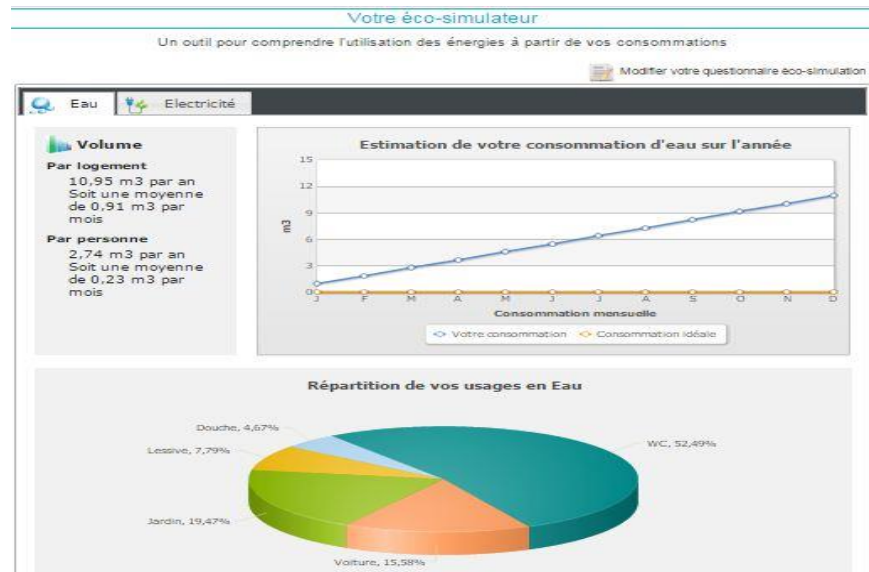 Votre éco-simulateur
Un outil pour comprendre l'utilisation des énergies à partir de vos consommations
Modifier votre questionnaire éco-simulation
Eau
Electricité
Volume
Par logement
10,95 m3 par an
Soit une moyenne
de 0,91 m3 par
mois
Par personne
2,74 m3 par an
Soit une moyenne
de 0,23 m3 par
mois
Estimation de votre consommation d'eau sur l'année
15
12
9
6
3
0
m3
J F M A M J J A S O N D
Consommation mensuelle
Votre consommation Consommation idéale
Répartition de vos usages en Eau
Douche, 4,67%
WC, 52,49%
Lessive, 7,79%
Jardin, 19,47%
Voiture, 15,58%